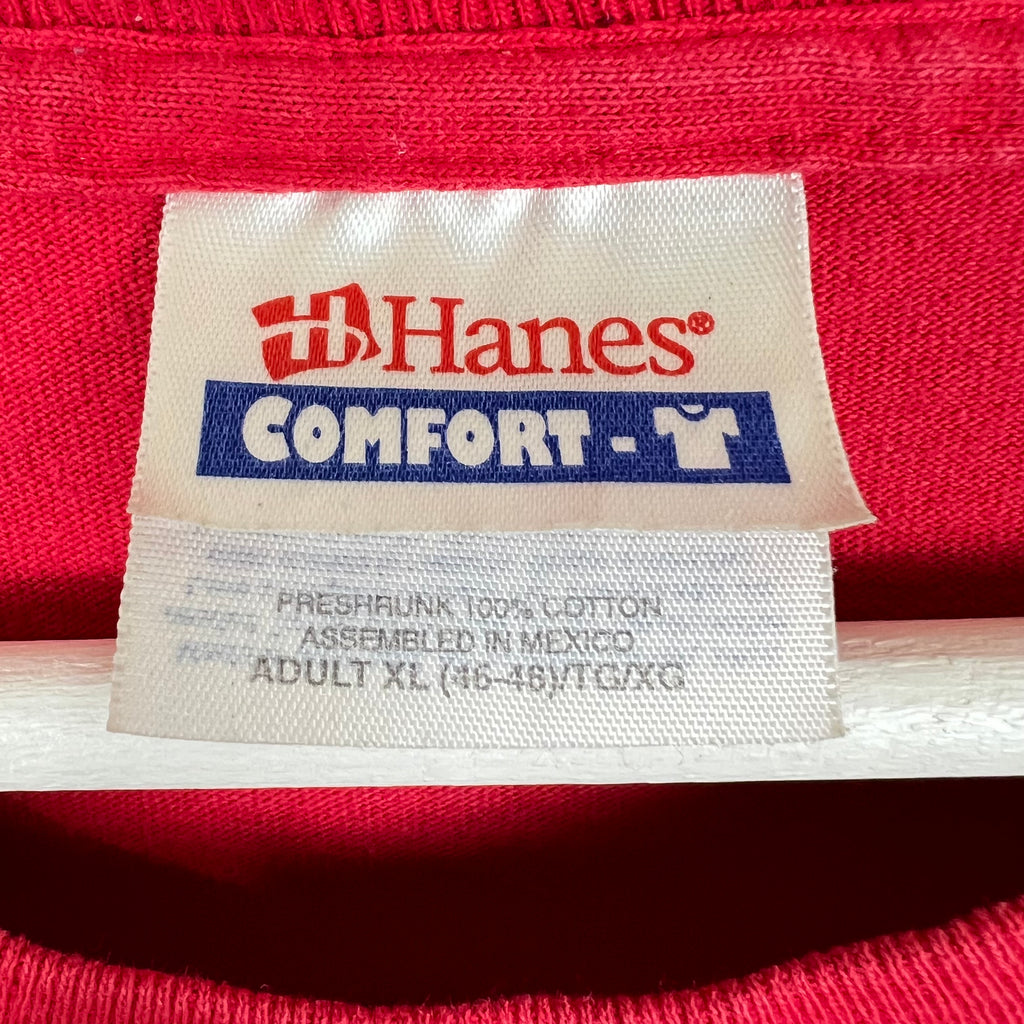 Hanes®
COMFORT-
PRESHRUNK 100% COTTON
ASSEMBLED IN MEXICO
ADULT XL (46-48)/TG/XG